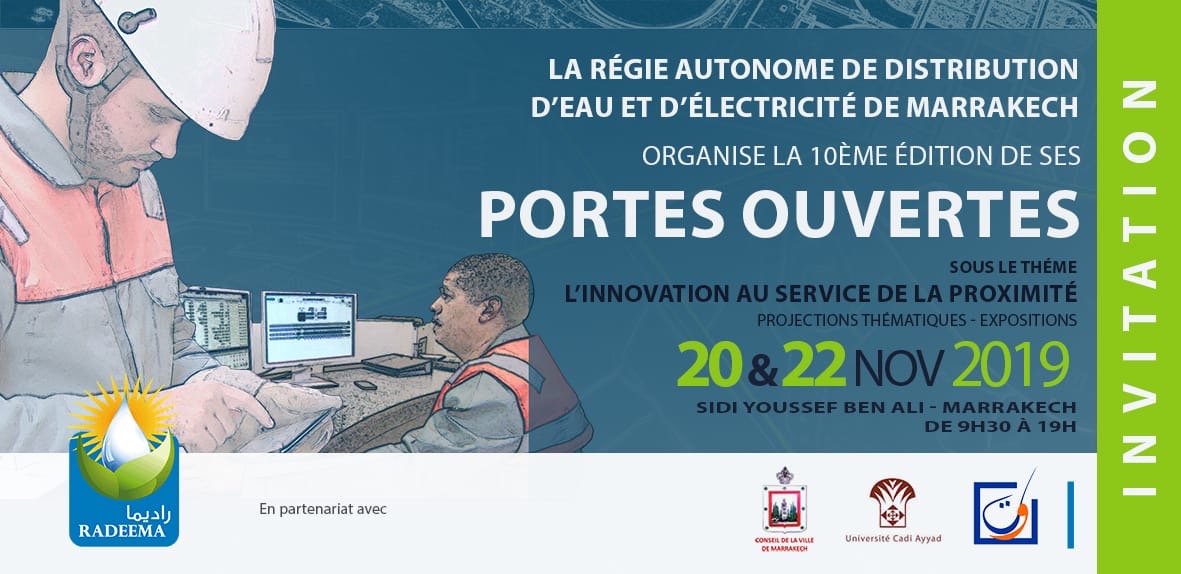 LA RÉGIE AUTONOME DE DISTRIBUTION
D'EAU ET D'ÉLECTRICITÉ DE MARRAKECH
ORGANISE LA 10ÈME ÉDITION DE SES
PORTES OUVERTES
SOUS LE THÉME
L'INNOVATION AU SERVICE DE LA PROXIMITÉ
PROJECTIONS THÉMATIQUES - EXPOSITIONS
20 & 22 NOV 2019
SIDI YOUSSEF BEN ALI - MARRAKECH
DE 9H30 À 19H
INVITATION
راديما
RADEEMA
En partenariat avec
CONSEIL DE LA VILLE
DE MARRAKECH
Université Cadi Ayyad